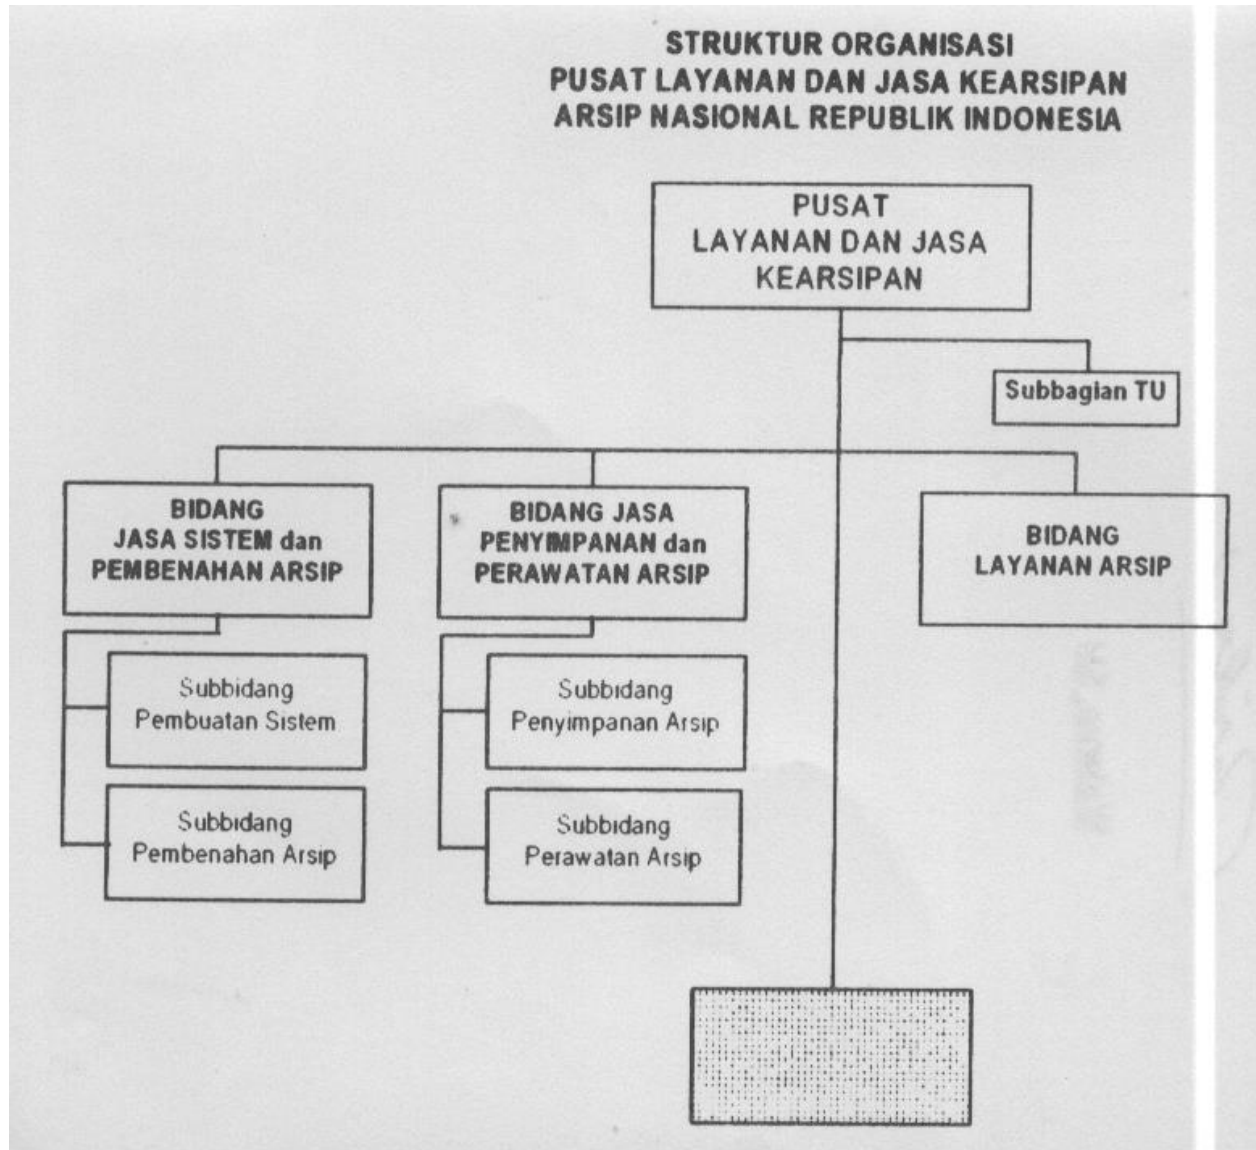 STRUKTUR ORGANISASI
PUSAT LAYANAN DAN JASA KEARSIPAN
ARSIP NASIONAL REPUBLIK INDONESIA
PUSAT
LAYANAN DAN JASA
KEARSIPAN
Subbagian TU
BIDANG
JASA SISTEM dan
PEMBENAHAN ARSIP
BIDANG JASA
PENYIMPANAN dan
PERAWATAN ARSIP
BIDANG
LAYANAN ARSIP
Subbidang
Pembuatan Sistem
Subbidang
Penyimpanan Arsip
Subbidang
Pembenahan Arsip
Subbidang
Perawatan Arsip